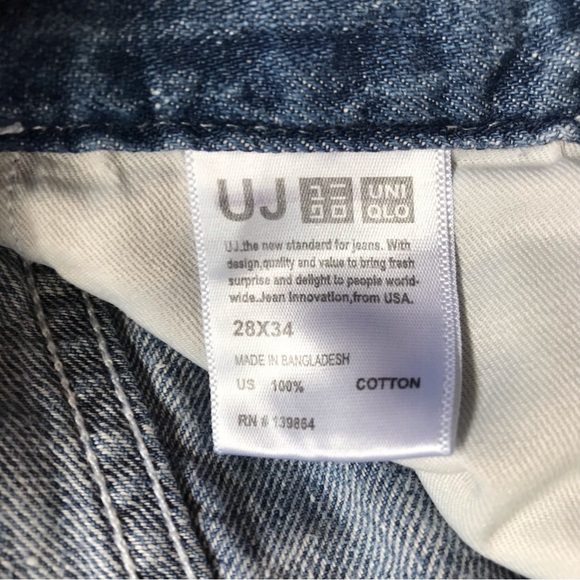 UJ ユニクロ UNIQLO
UJ.the new standard for jeans. With
design,quality and value to bring fresh
surprise and delight to people world-
wide.Jean Innovation,from USA.
28X34
MADE IN BANGLADESH
US 100% COTTON
RN # 139864